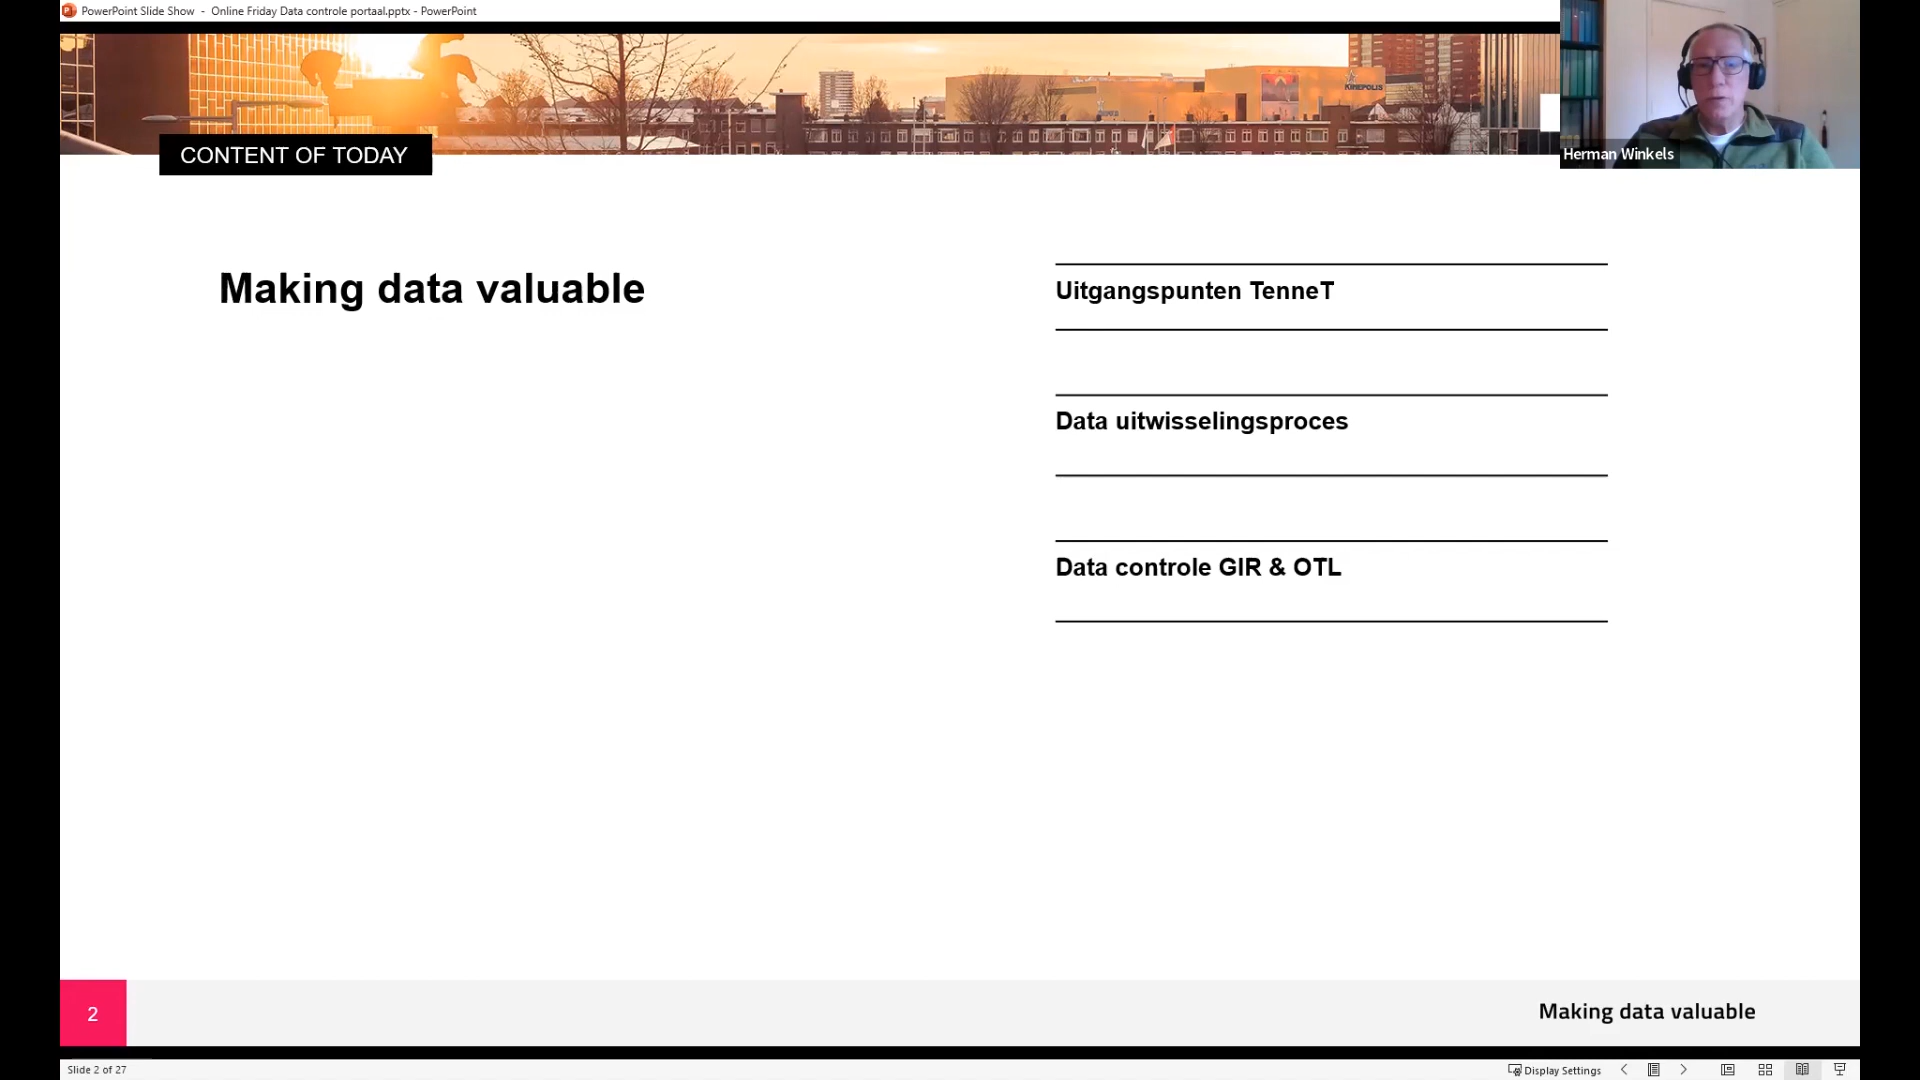 PowerPoint Slide Show - Online Friday Data controle portaal.pptx - PowerPoint
KINEPOLIS
Herman Winkels
CONTENT OF TODAY
Making data valuable
Uitgangspunten TenneT
Data uitwisselingsproces
Data controle GIR & OTL
2
Making data valuable
Slide 2 of 27
Display Settings